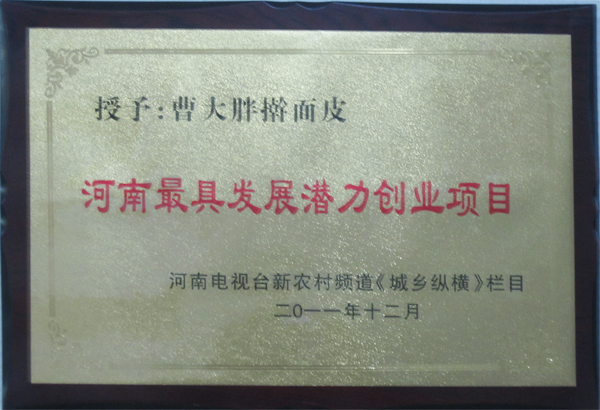 授予:曹大胖擀面皮
河南最具发展潜力创业项目
河南电视台新农村频道《城乡纵横》栏目
二0一一年十二月